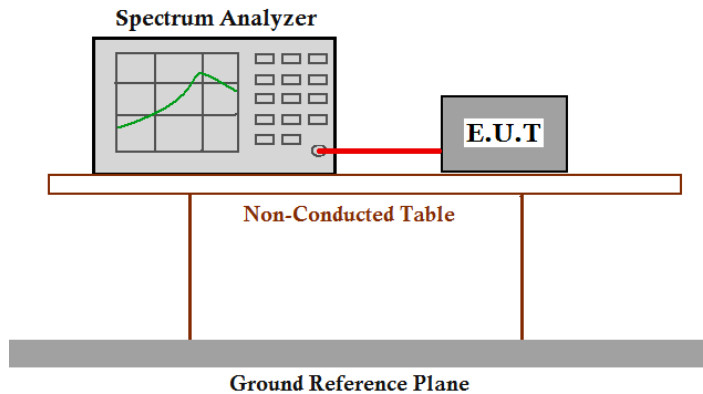 Spectrum Analyzer
E.U.T
Non-Conducted Table
Ground Reference Plane